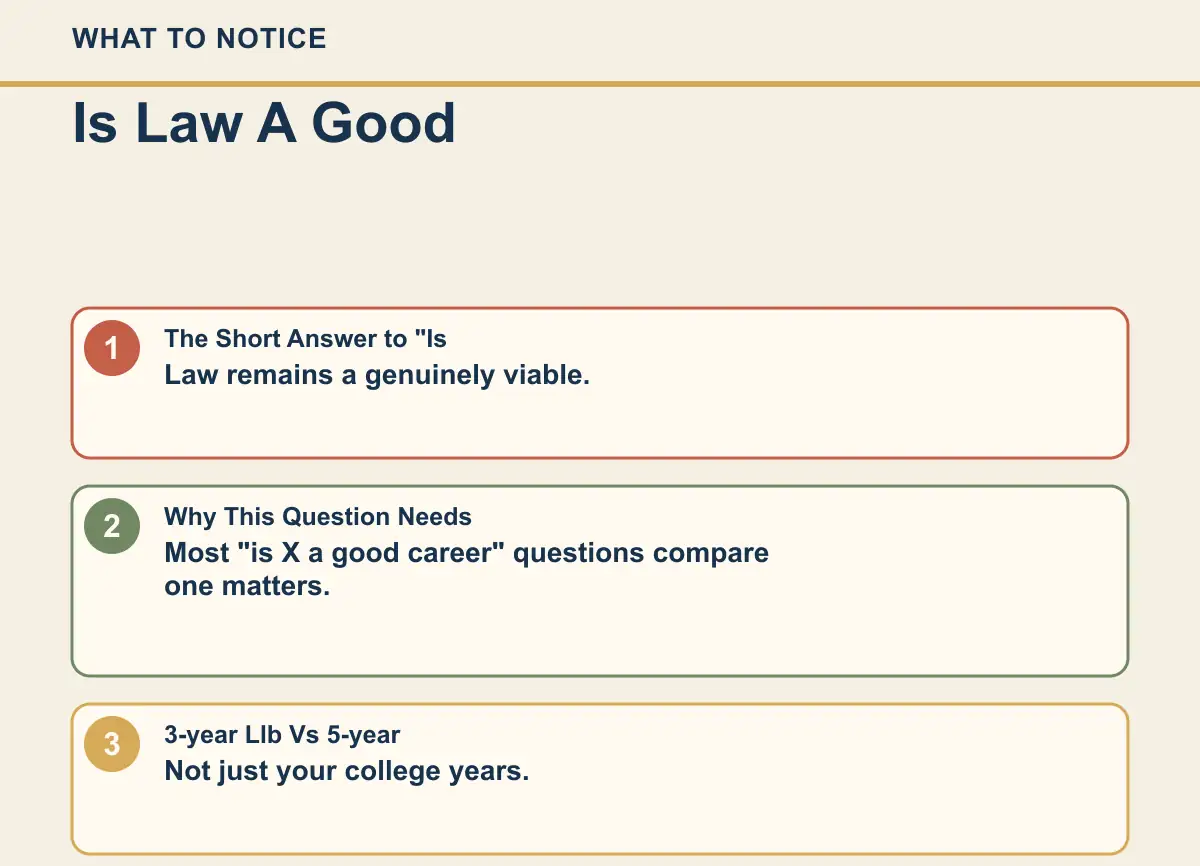 WHAT TO NOTICE
Is Law A Good
1
The Short Answer to "Is
Law remains a genuinely viable.
2
Why This Question Needs
Most "is X a good career" questions compare
one matters.
3
3-year Llb Vs 5-year
Not just your college years.